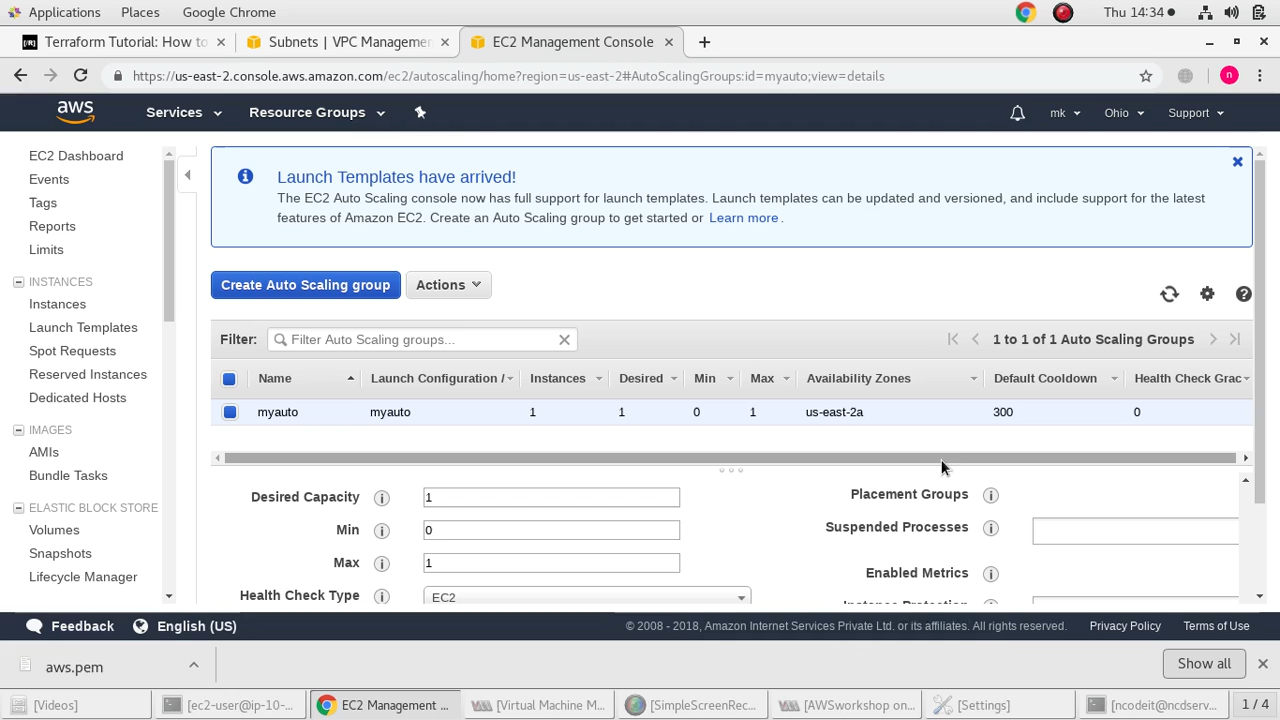 Applications Places Google Chrome Thu 14:34
[/R] Terraform Tutorial: How to Subnets | VPC Managemen EC2 Management Console
https://us-east-2.console.aws.amazon.com/ec2/autoscaling/home?region=us-east-2#AutoScalingGroups:id=myauto;view=details n
aws Services Resource Groups mk Ohio Support
EC2 Dashboard
Events
Tags
Reports
Limits
INSTANCES
Instances
Launch Templates
Spot Requests
Reserved Instances
Dedicated Hosts
IMAGES
AMIs
Bundle Tasks
ELASTIC BLOCK STORE
Volumes
Snapshots
Lifecycle Manager
Launch Templates have arrived!
The EC2 Auto Scaling console now has full support for launch templates. Launch templates can be updated and versioned, and include support for the latest
features of Amazon EC2. Create an Auto Scaling group to get started or Learn more .
Create Auto Scaling group Actions
Filter: Filter Auto Scaling groups... 1 to 1 of 1 Auto Scaling Groups
Name Launch Configuration / Instances Desired Min Max Availability Zones Default Cooldown Health Check Grac
myauto myauto 1 1 0 1 us-east-2a 300 0
Desired Capacity 1
Min 0
Max 1
Health Check Type EC2
Placement Groups
Suspended Processes
Enabled Metrics
Instance Protection
Feedback English (US) © 2008 - 2018, Amazon Internet Services Private Ltd. or its affiliates. All rights reserved. Privacy Policy Terms of Use
aws.pem Show all
[Videos] [ec2-user@ip-10-... EC2 Management ... [Virtual Machine M... [SimpleScreenRec... [AWSworkshop on... [Settings] [ncodeit@ncdserv... 1 / 4